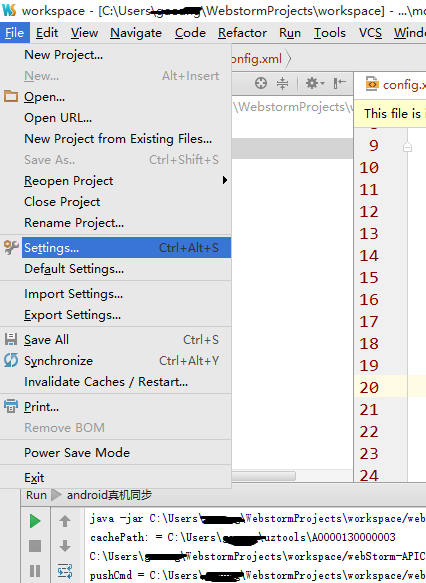 workspace - [C:\Users\ \WebstormProjects\workspace] - ...\mo
File Edit View Navigate Code Refactor Run Tools VCS Windo
New Project...
New... Alt+Insert
Open...
Open URL...
New Project from Existing Files...
Save As.. Ctrl+Shift+S
Reopen Project
Close Project
Rename Project...
Settings... Ctrl+Alt+S
Default Settings...
Import Settings...
Export Settings...
Save All Ctrl+S
Synchronize Ctrl+Alt+Y
Invalidate Caches / Restart...
Print...
Remove BOM
Power Save Mode
Exit
onfig.xml
config.x
\WebstormProjects\w
This file is i
9
10
11
12
13
14
15
16
17
18
19
20
21
22
23
24
Run android真机同步
java -jar C:\Users\ \WebstormProjects\workspace/web
cachePath: = C:\Users\ \uztools\A0000130000003
C:\Users\ \WebstormProjects\workspace/webStorm-APIC
pushCmd = C:\Users\ \WebstormProjects\workspace/web